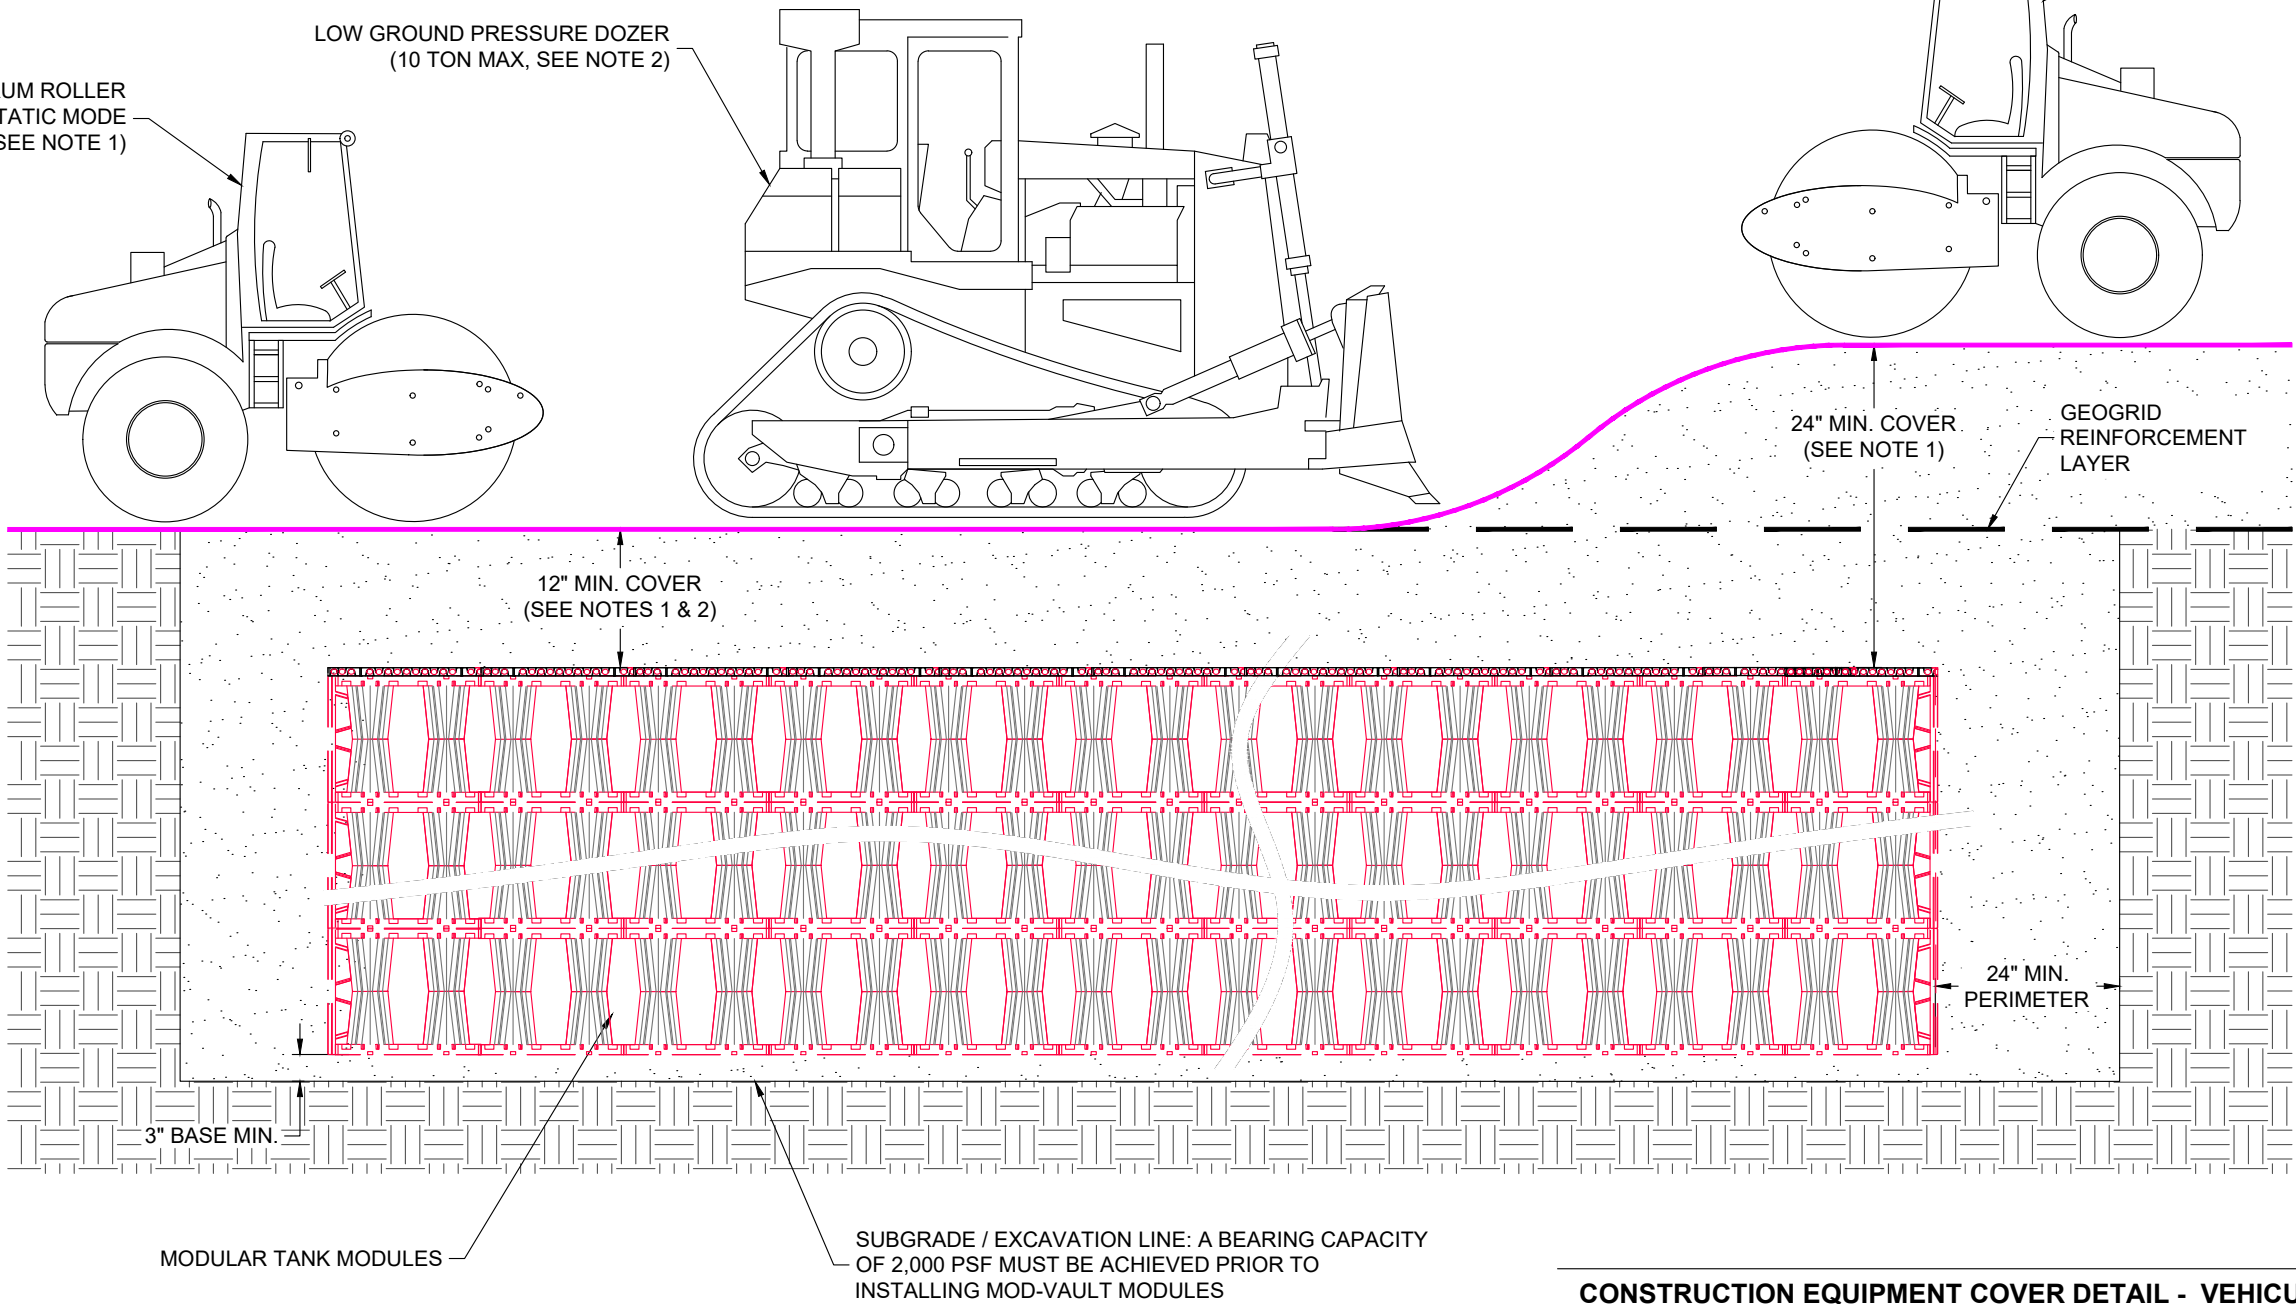 LOW GROUND PRESSURE DOZER
(10 TON MAX, SEE NOTE 2)
UM ROLLER
TATIC MODE
SEE NOTE 1)
24" MIN. COVER
(SEE NOTE 1)
GEOGRID
REINFORCEMENT
LAYER
12" MIN. COVER
(SEE NOTES 1 & 2)
24" MIN.
PERIMETER
3" BASE MIN.
MODULAR TANK MODULES
SUBGRADE / EXCAVATION LINE: A BEARING CAPACITY
OF 2,000 PSF MUST BE ACHIEVED PRIOR TO
INSTALLING MOD-VAULT MODULES
CONSTRUCTION EQUIPMENT COVER DETAIL - VEHICU